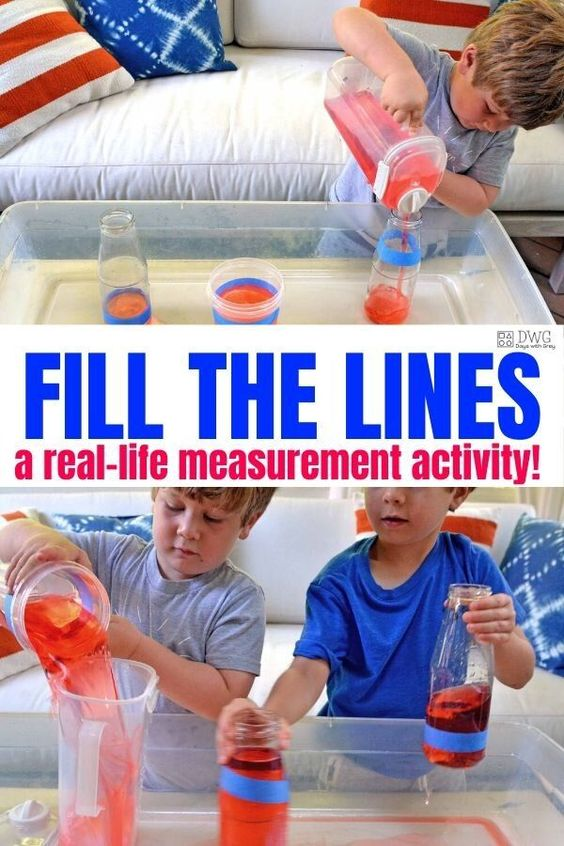 DWG
Days with Grey
FILL THE LINES
a real-life measurement activity!